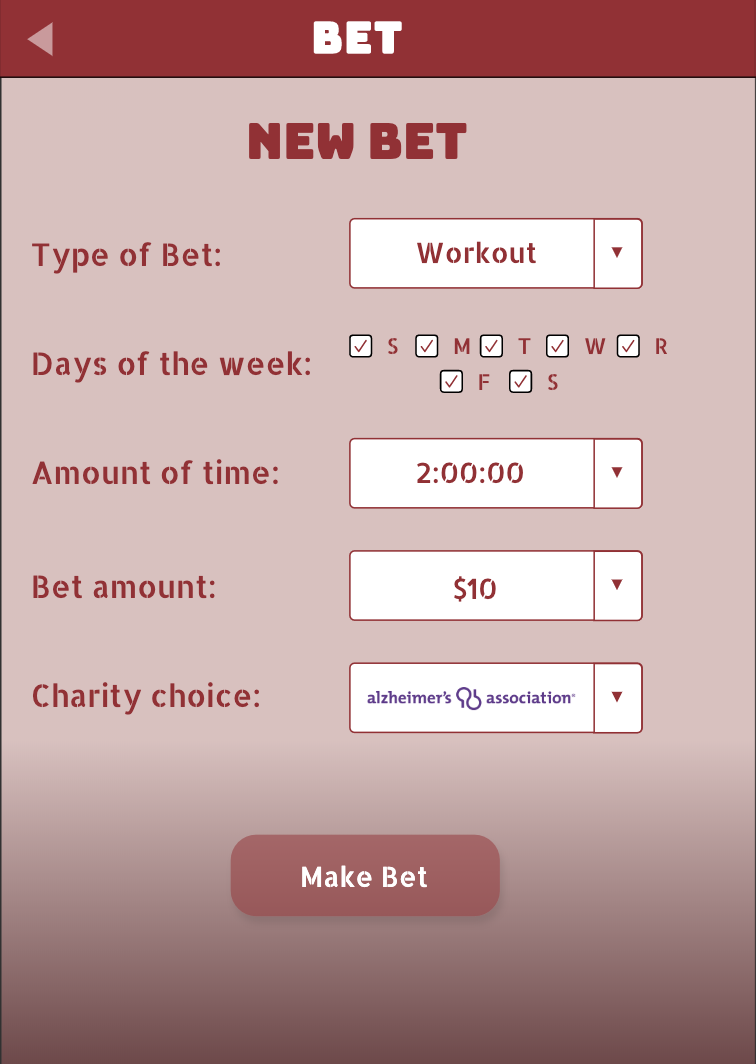 BET
NEW BET
Type of Bet: Workout
Days of the week: S M T W R
F S
Amount of time: 2:00:00
Bet amount: $10
Charity choice: alzheimer's association®
Make Bet